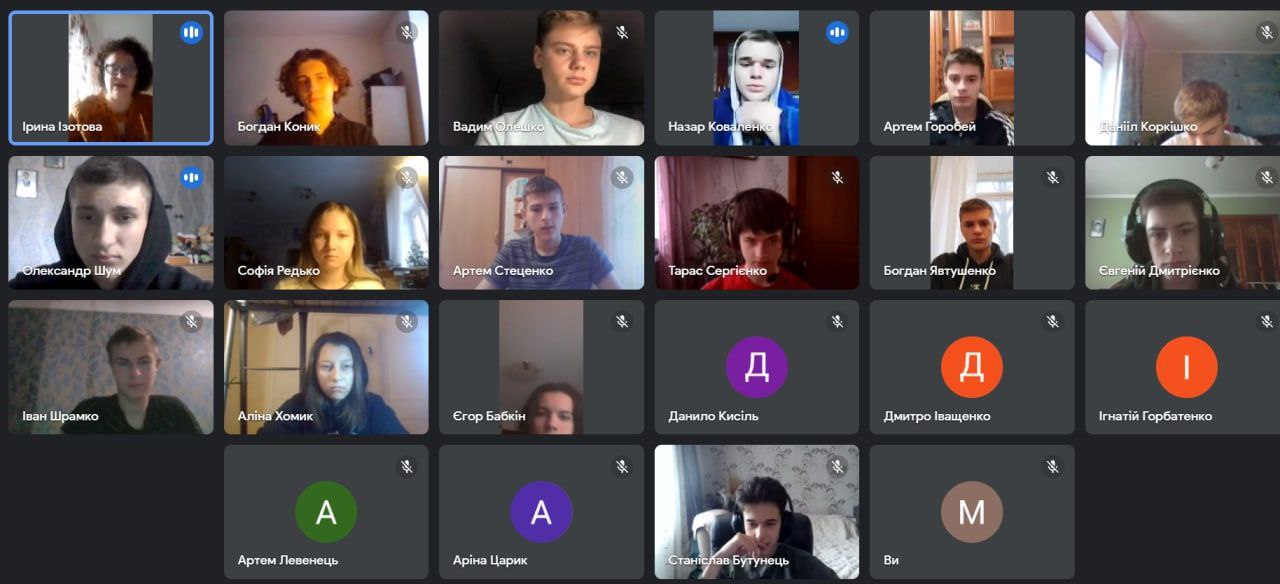 Ірина Ізотова
Богдан Коник
Вадим Олешко
Назар Коваленко
Артем Горобей
Данііл Коркішко
Олександр Шум
Софія Редько
Артем Стеценко
Тарас Сергієнко
Богдан Явтушенко
Євгеній Дмитрієнко
Іван Шрамко
Аліна Хомик
Єгор Бабкін
Д
Данило Кисіль
Д
Дмитро Іващенко
І
Ігнатій Горбатенко
А
Артем Левенець
А
Аріна Царик
Станіслав Бутунець
М
Ви